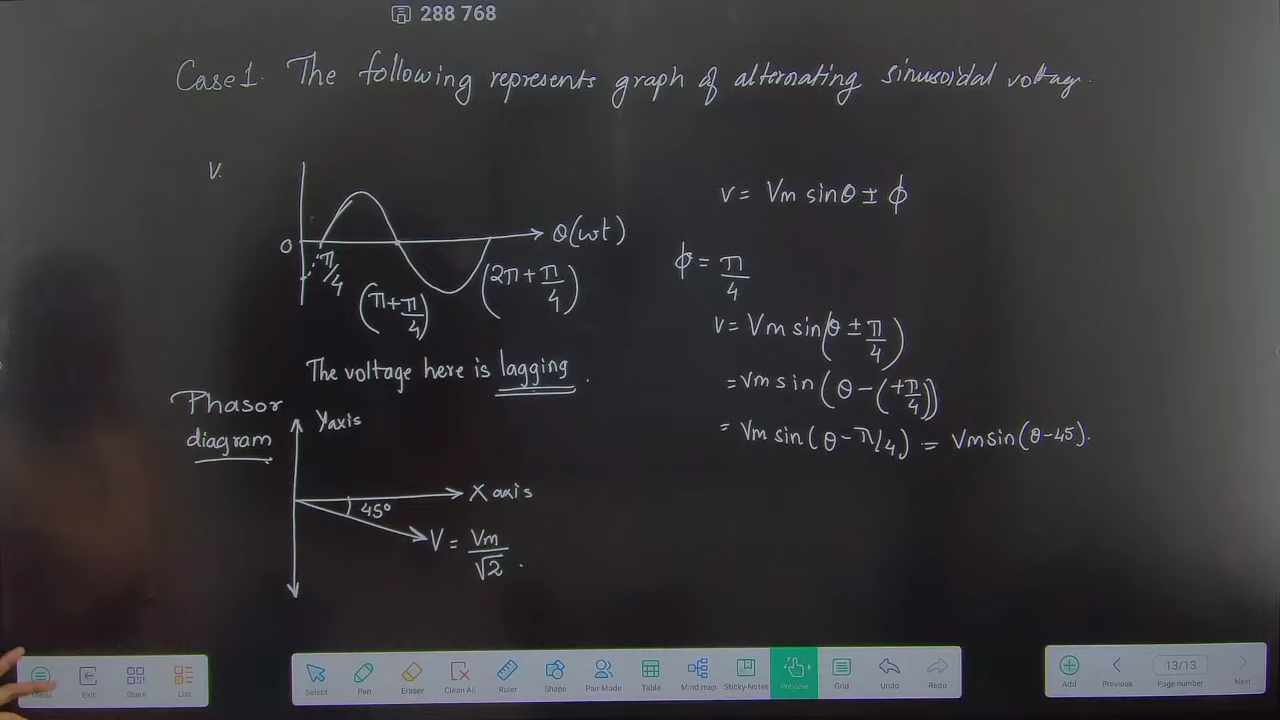 288 768
Case 1. The following represents graph of alternating sinusoidal voltage.
V.
0
π/4
(π+π/4)
(2π+π/4)
θ(ωt)
The voltage here is lagging.
V = Vm sinθ ± ϕ
ϕ = π/4
V = Vm sin(θ ± π/4)
= Vm sin(θ-(+π/4))
= Vm sin(θ-π/4) = Vm sin(θ-45).
Phasor
diagram
Y axis
X axis
45°
V = Vm/√2.
Menu
Exit
Share
List
Select
Pen
Eraser
Clean All
Ruler
Shape
Pair Mode
Table
Mind map
Sticky-Notes
Preview
Grid
Undo
Redo
Add
Previous
13/13
Page number
Next